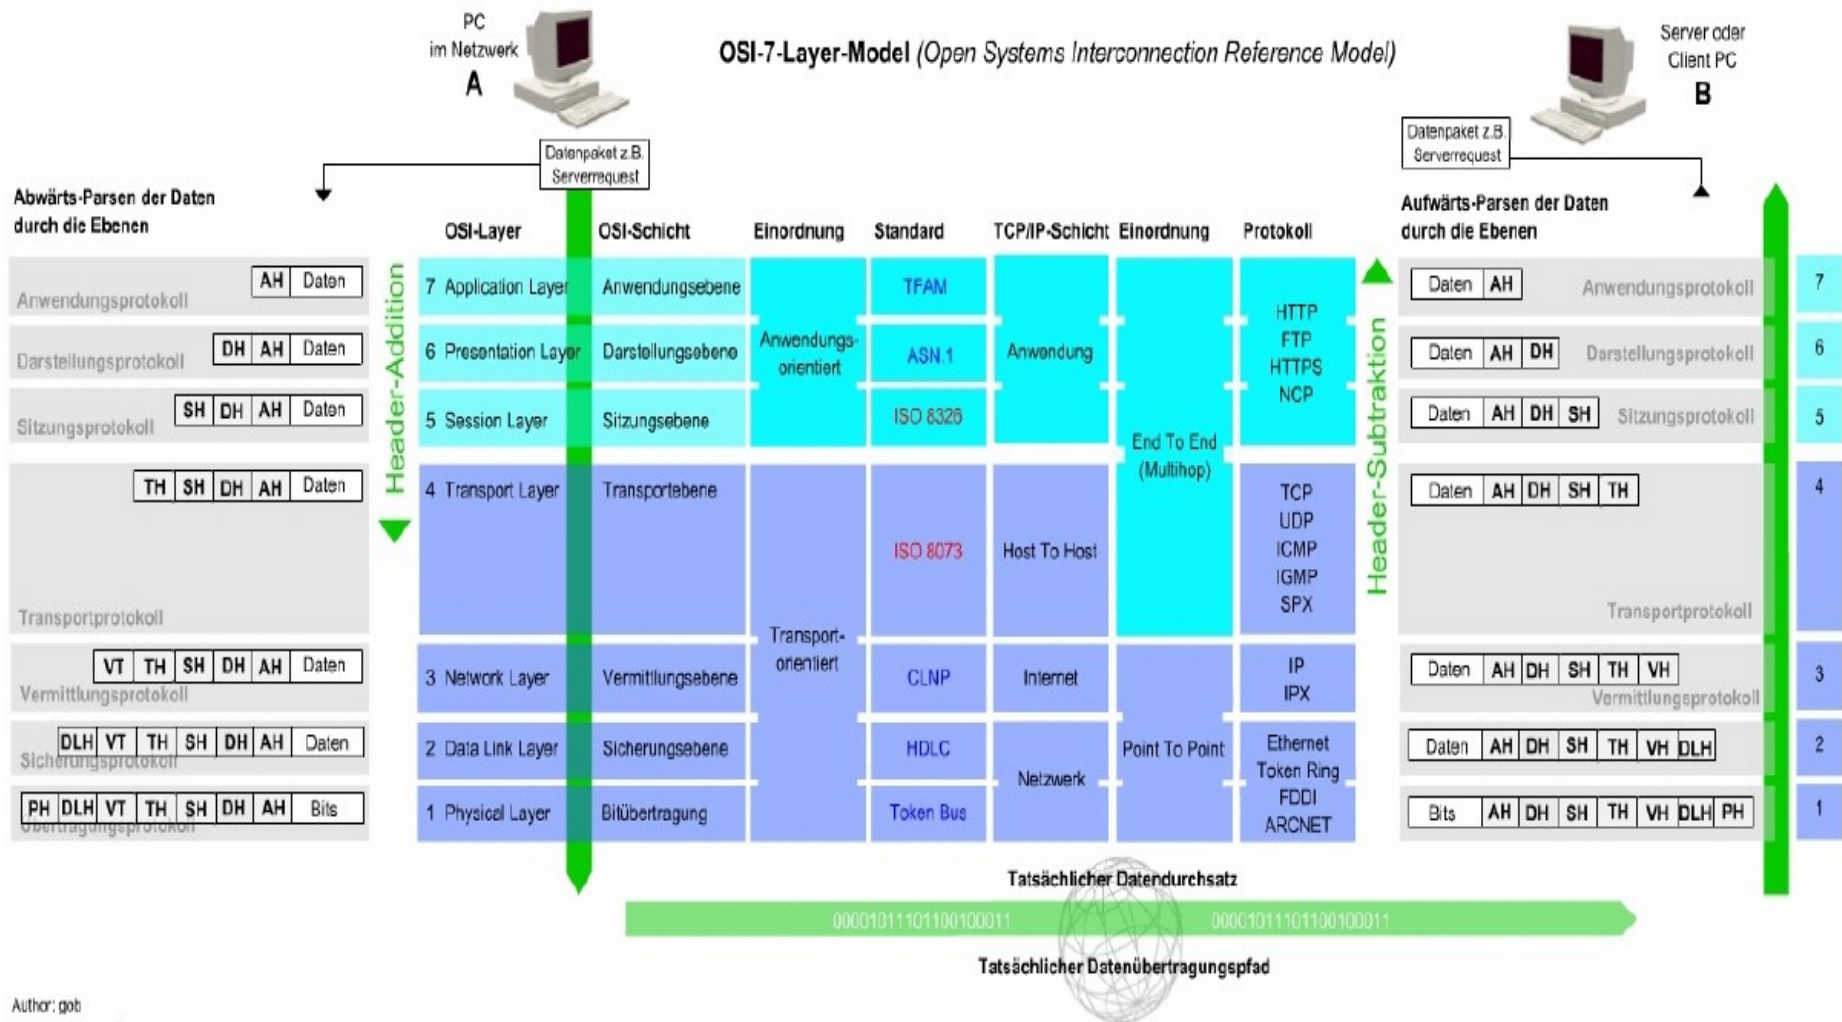 PC
im Netzwerk
A
OSI-7-Layer-Model (Open Systems Interconnection Reference Model)
Server oder
Client PC
B
Datenpaket z.B.
Serverrequest
Datenpaket z.B.
Serverrequest
Abwärts-Parsen der Daten
durch die Ebenen
Aufwärts-Parsen der Daten
durch die Ebenen
OSI-Layer OSI-Schicht Einordnung Standard TCP/IP-Schicht Einordnung Protokoll
AH Daten
Anwendungsprotokoll
DH AH Daten
Darstellungsprotokoll
SH DH AH Daten
Sitzungsprotokoll
TH SH DH AH Daten
Transportprotokoll
VT TH SH DH AH Daten
Vermittlungsprotokoll
DLH VT TH SH DH AH Daten
Sicherungsprotokoll
PH DLH VT TH SH DH AH Bits
Übertragungsprotokoll
Header-Addition
7 Application Layer Anwendungsebene
6 Presentation Layer Darstellungsebene
5 Session Layer Sitzungsebene
4 Transport Layer Transportebene
3 Network Layer Vermittlungsebene
2 Data Link Layer Sicherungsebene
1 Physical Layer Bitübertragung
Anwendungs-
orientiert
Transport-
orientiert
TFAM
ASN.1
ISO 8326
ISO 8073
CLNP
HDLC
Token Bus
Anwendung
Host To Host
Internet
Netzwerk
End To End
(Multihop)
Point To Point
HTTP
FTP
HTTPS
NCP
TCP
UDP
ICMP
IGMP
SPX
IP
IPX
Ethernet
Token Ring
FDDI
ARCNET
Header-Subtraktion
Daten AH
Anwendungsprotokoll
7
Daten AH DH
Darstellungsprotokoll
6
Daten AH DH SH
Sitzungsprotokoll
5
Daten AH DH SH TH
4
Transportprotokoll
Daten AH DH SH TH VH
Vermittlungsprotokoll
3
Daten AH DH SH TH VH DLH
2
Bits AH DH SH TH VH DLH PH
1
Tatsächlicher Datendurchsatz
00001011101100100011 00001011101100100011
Tatsächlicher Datenübertragungspfad
Author: gob